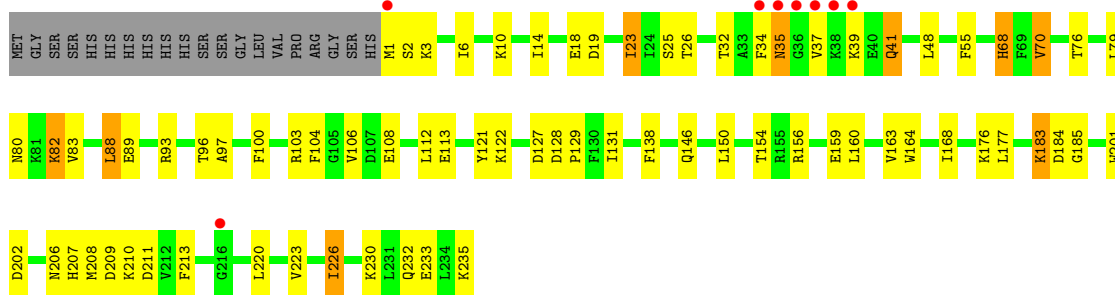 MET GLY SER SER HIS HIS HIS HIS HIS HIS SER SER GLY LEU VAL PRO ARG GLY SER HIS M1 S2 K3 I6 K10 I14 E18 D19 I23 I24 S25 T26 T32 A33 F34 N35 G36 V37 K38 K39 E40 Q41 L48 F55 H68 F69 V70 T76 L79
N80 K81 K82 V83 L88 E89 R93 T96 A97 F100 R103 F104 G105 V106 D107 E108 L112 E113 Y121 K122 D127 D128 P129 F130 I131 F138 Q146 L150 T154 R155 R156 E159 L160 V163 W164 I168 K176 L177 K183 D184 G185 W201
D202 N206 H207 M208 D209 K210 D211 V212 F213 G216 L220 V223 I226 K230 L231 Q232 E233 L234 K235